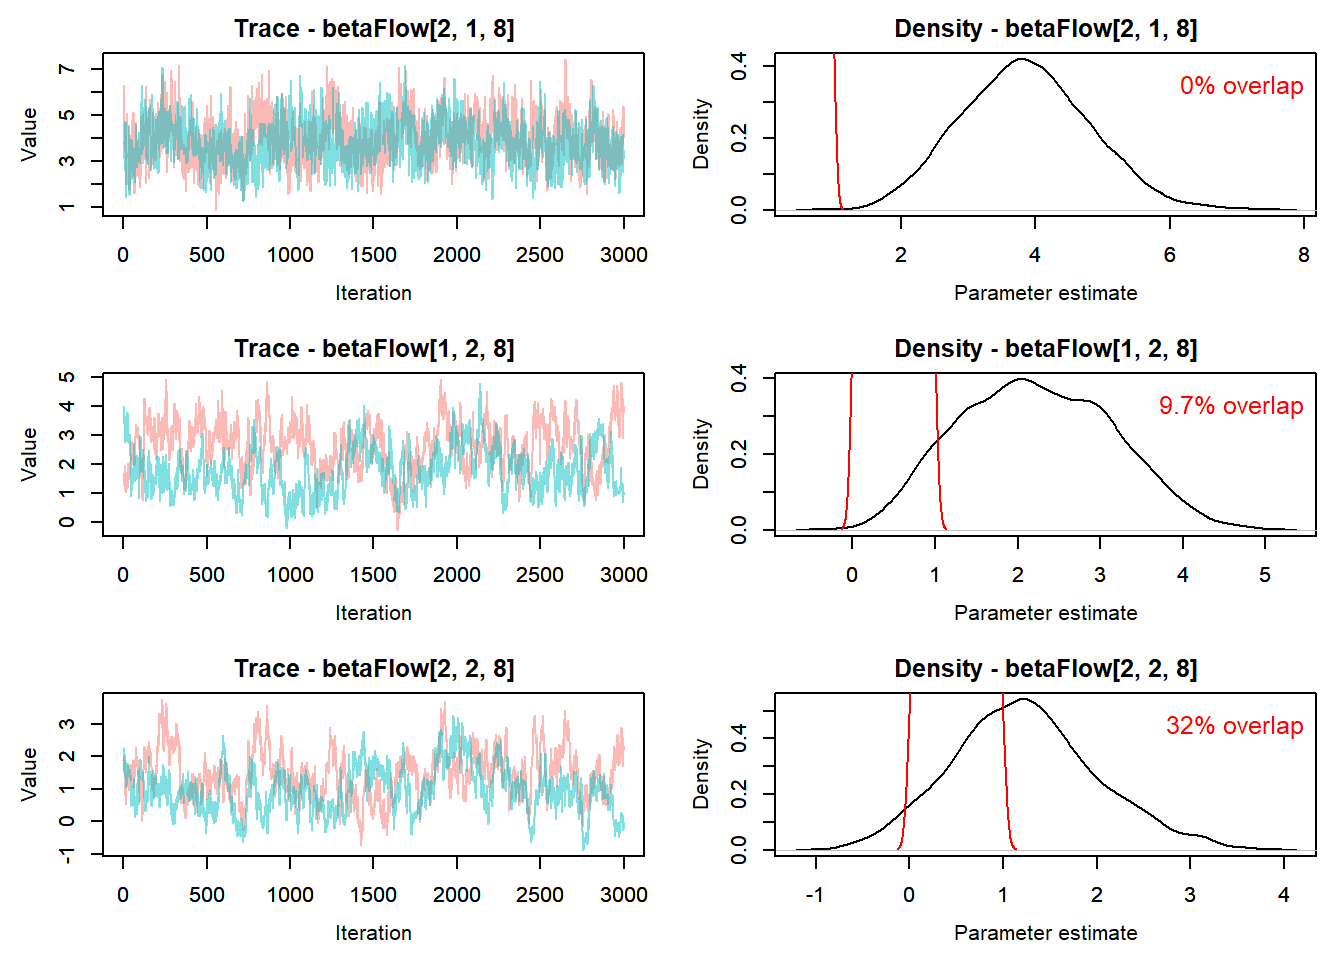 Trace - betaFlow[2, 1, 8]
Value
7
5
3
1
0 500 1000 1500 2000 2500 3000
Iteration
Density - betaFlow[2, 1, 8]
Density
0.4
0.2
0.0
0% overlap
2 4 6 8
Parameter estimate
Trace - betaFlow[1, 2, 8]
Value
5
4
3
2
1
0
0 500 1000 1500 2000 2500 3000
Iteration
Density - betaFlow[1, 2, 8]
Density
0.4
0.2
0.0
9.7% overlap
0 1 2 3 4 5
Parameter estimate
Trace - betaFlow[2, 2, 8]
Value
3
2
1
0
-1
0 500 1000 1500 2000 2500 3000
Iteration
Density - betaFlow[2, 2, 8]
Density
0.4
0.2
0.0
32% overlap
-1 0 1 2 3 4
Parameter estimate